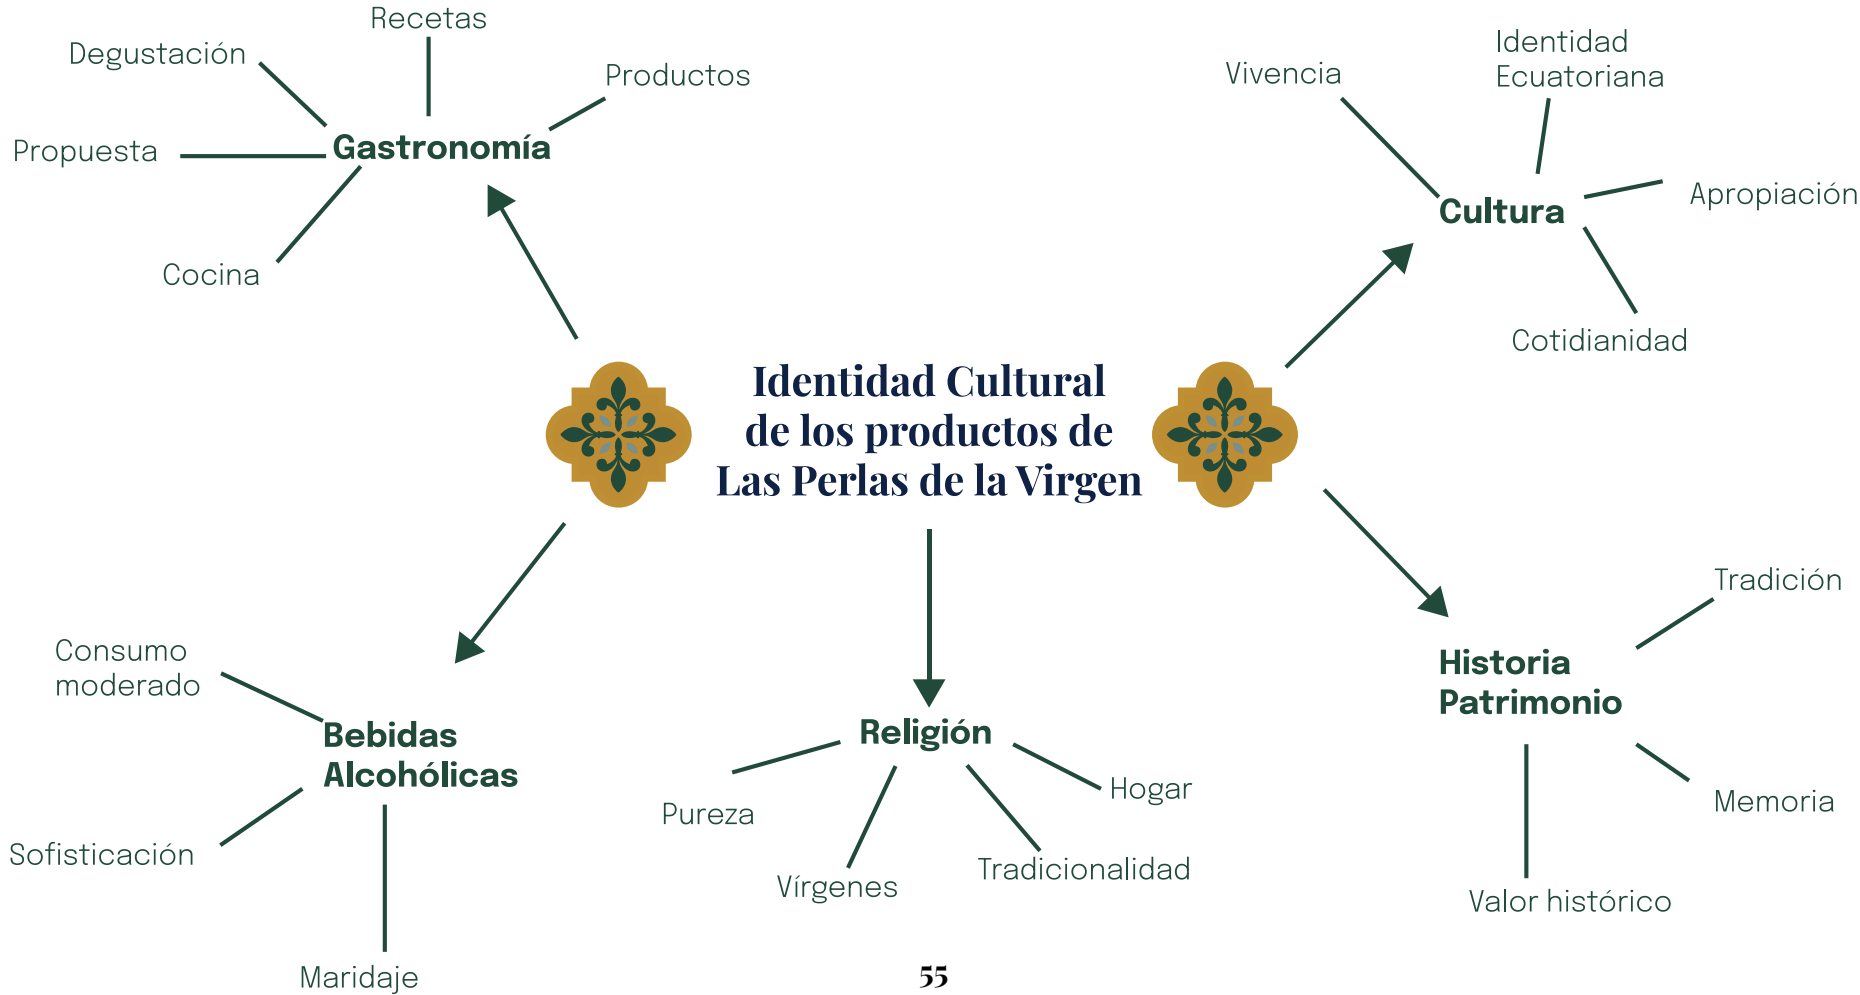 Recetas
Degustación
Productos
Propuesta
Gastronomía
Cocina
Vivencia
Identidad
Ecuatoriana
Apropiación
Cultura
Cotidianidad
Identidad Cultural
de los productos de
Las Perlas de la Virgen
Consumo
moderado
Bebidas
Alcohólicas
Sofisticación
Maridaje
Religión
Pureza
Vírgenes
Tradicionalidad
Hogar
Tradición
Historia
Patrimonio
Memoria
Valor histórico
55